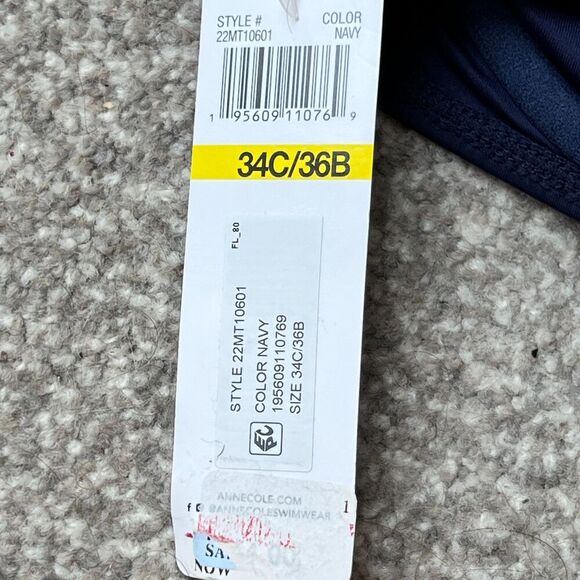 STYLE # COLOR
22MT10601 NAVY
1 95609 11076 9
34C/36B
FL_80
STYLE 22MT10601
COLOR NAVY
195609110769
SIZE 34C/36B
EPC
ANNECOLE.COM
@ANNECOLESWIMWEAR
1
NOW